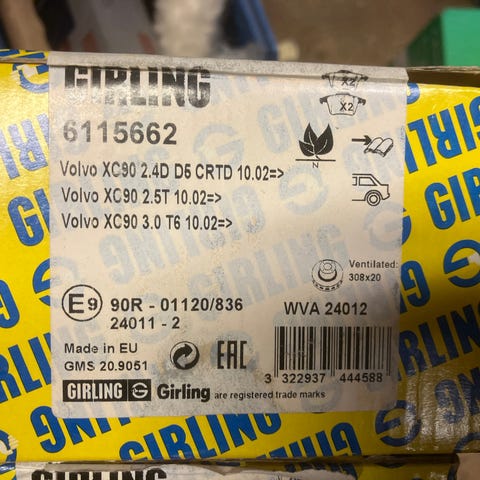 GIRLING
X2
X2
6115662
N
Volvo XC90 2.4D D5 CRTD 10.02=>
Volvo XC90 2.5T 10.02=>
Volvo XC90 3.0 T6 10.02=>
Ventilated:
308x20
E9 90R - 01120/836
24011 - 2
WVA 24012
Made in EU
GMS 20.9051
EAC
3 322937 444588
GIRLING Girling are registered trade marks
GIRLING
GIRLING